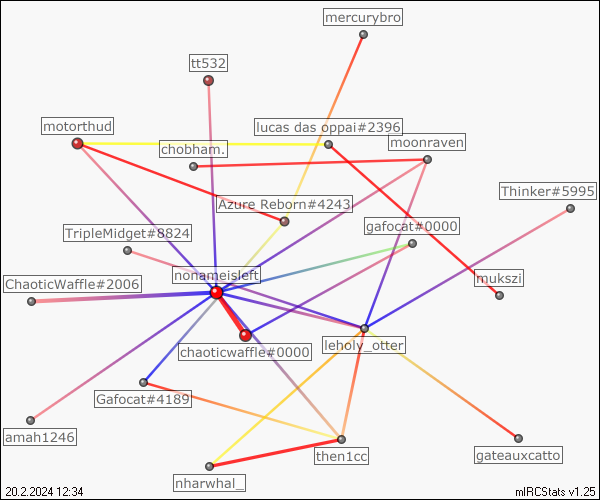 mercurybro
tt532
motorthud
lucas das oppai#2396
chobham.
moonraven
Thinker#5995
Azure Reborn#4243
gafocat#0000
TripleMidget#8824
nonameisleft
ChaoticWaffle#2006
mukszi
chaoticwaffle#0000
leholy_otter
Gafocat#4189
amah1246
then1cc
gateauxcatto
nharwhal_
20.2.2024 12:34
mIRCStats v1.25